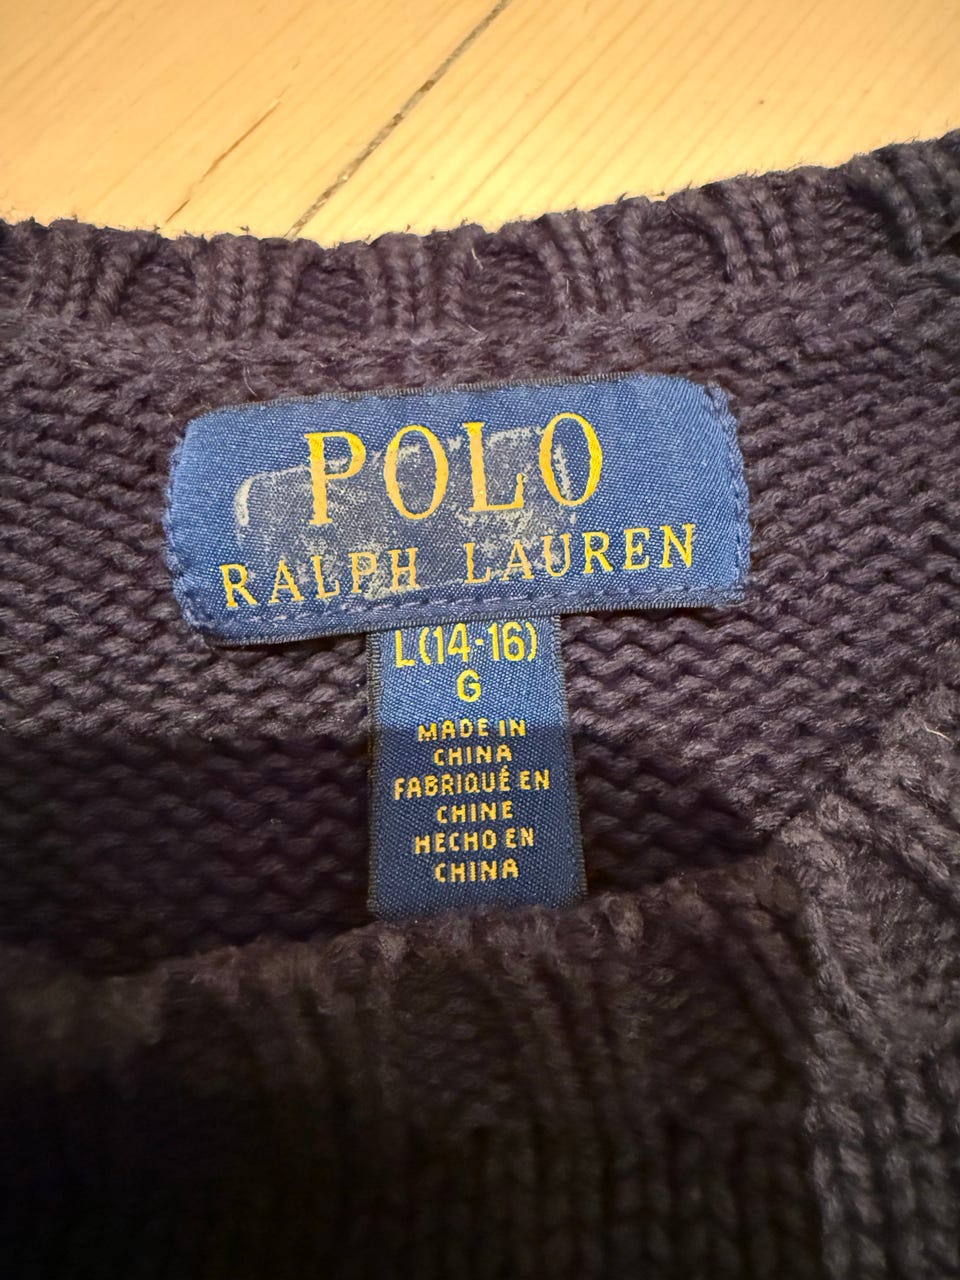 POLO
RALPH LAUREN
L(14-16)
G
MADE IN
CHINA
FABRIQUÉ EN
CHINE
HECHO EN
CHINA